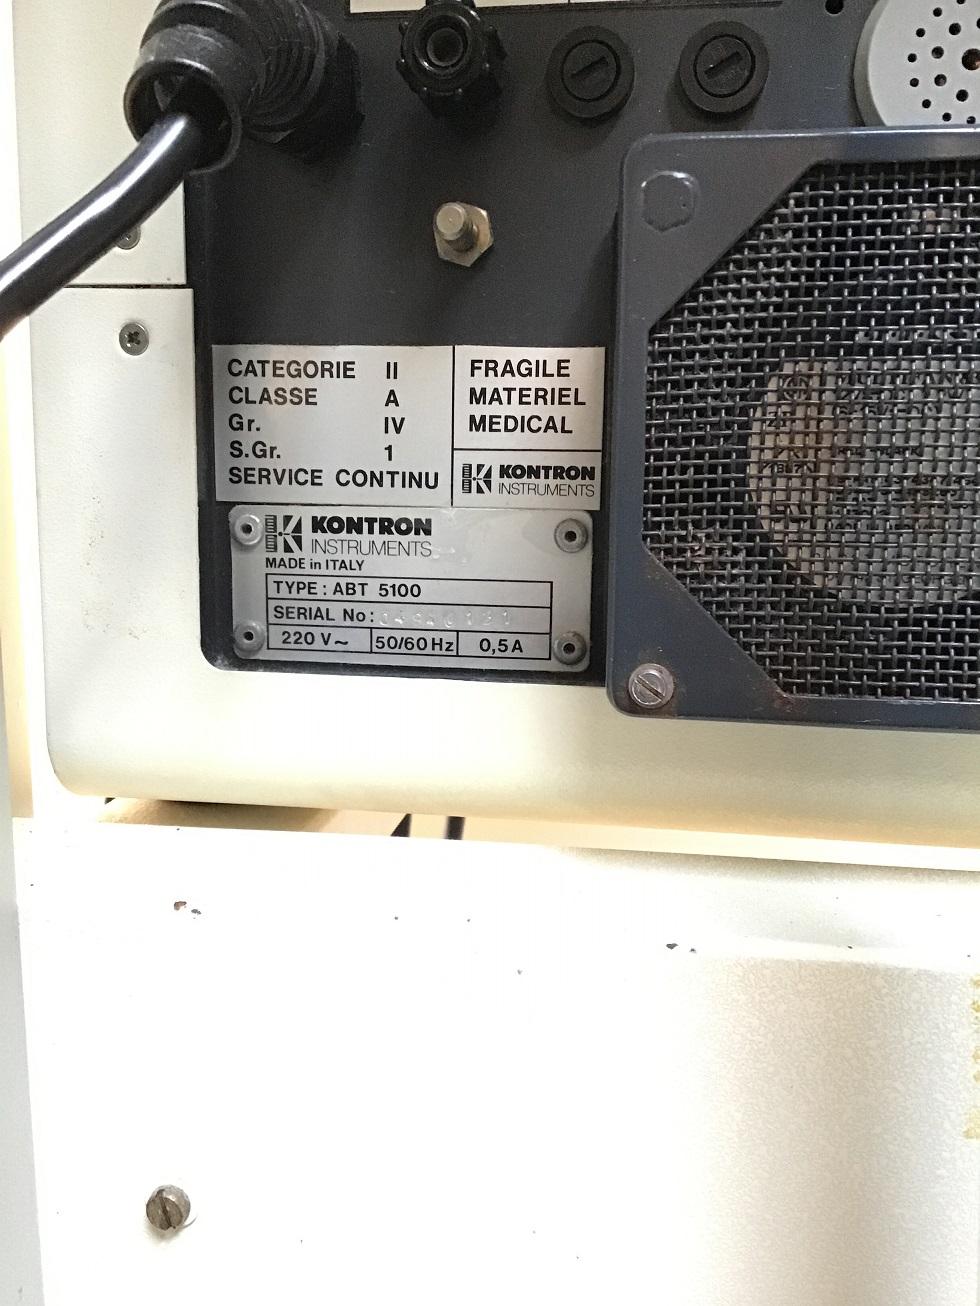 CATEGORIE II
CLASSE A
Gr. IV
S.Gr. 1
SERVICE CONTINU
FRAGILE
MATERIEL
MEDICAL
KONTRON
INSTRUMENTS
KONTRON
INSTRUMENTS
MADE in ITALY
TYPE : ABT 5100
SERIAL No :
220 V~ 50/60 Hz 0,5 A